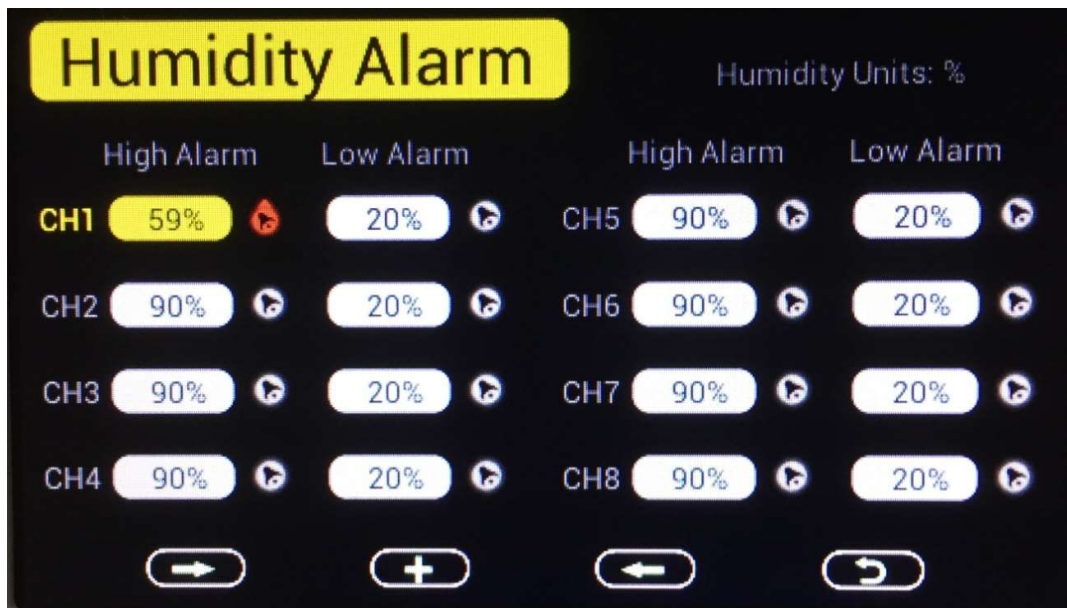 Humidity Alarm
Humidity Units: %
High Alarm Low Alarm High Alarm Low Alarm
CH1 59% 20% CH5 90% 20%
CH2 90% 20% CH6 90% 20%
CH3 90% 20% CH7 90% 20%
CH4 90% 20% CH8 90% 20%